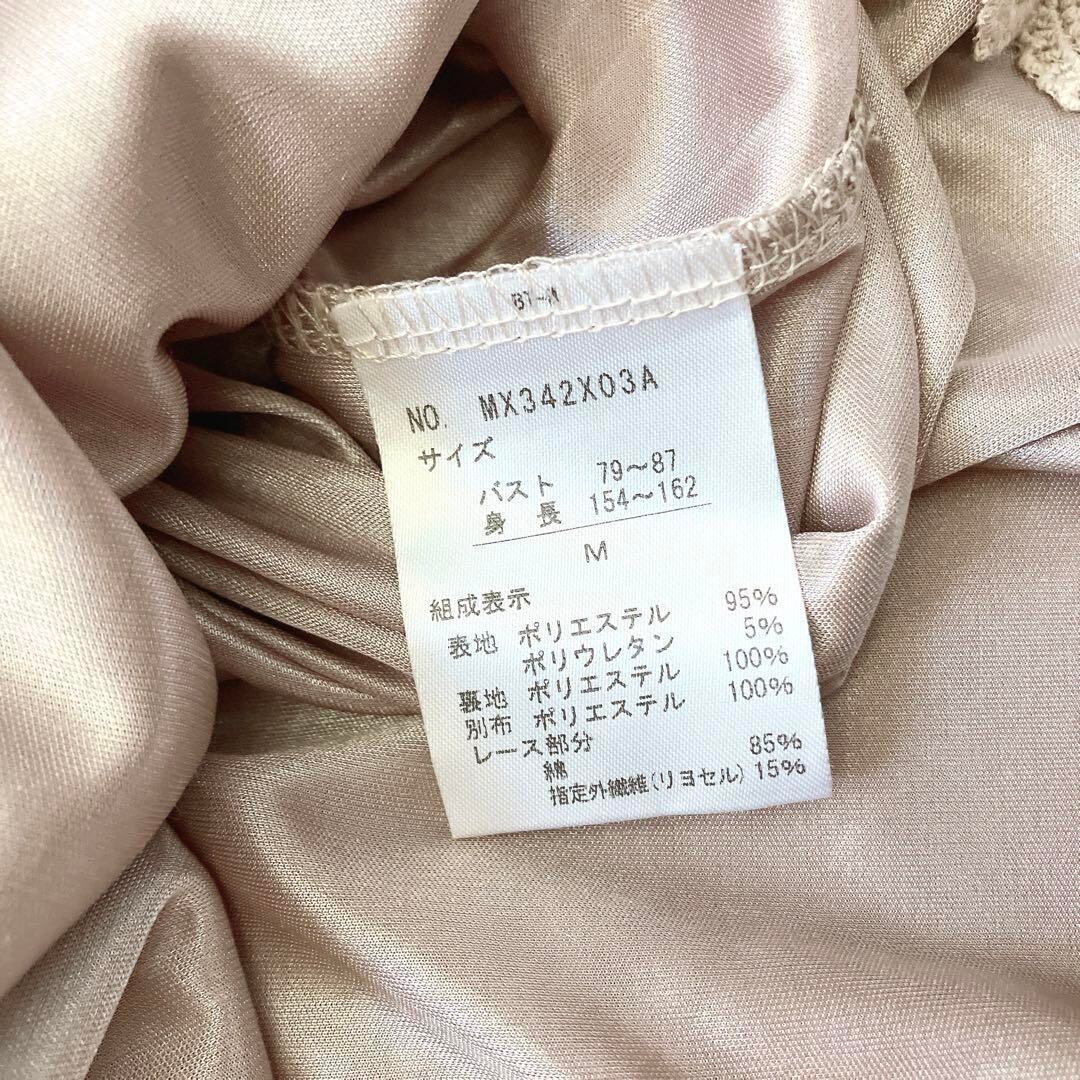 NO. MX342X03A
サイズ
バスト 79～87
身長 154～162
M
組成表示
表地 ポリエステル 95%
ポリウレタン 5%
裏地 ポリエステル 100%
別布 ポリエステル 100%
レース部分
綿 85%
指定外繊維(リヨセル) 15%